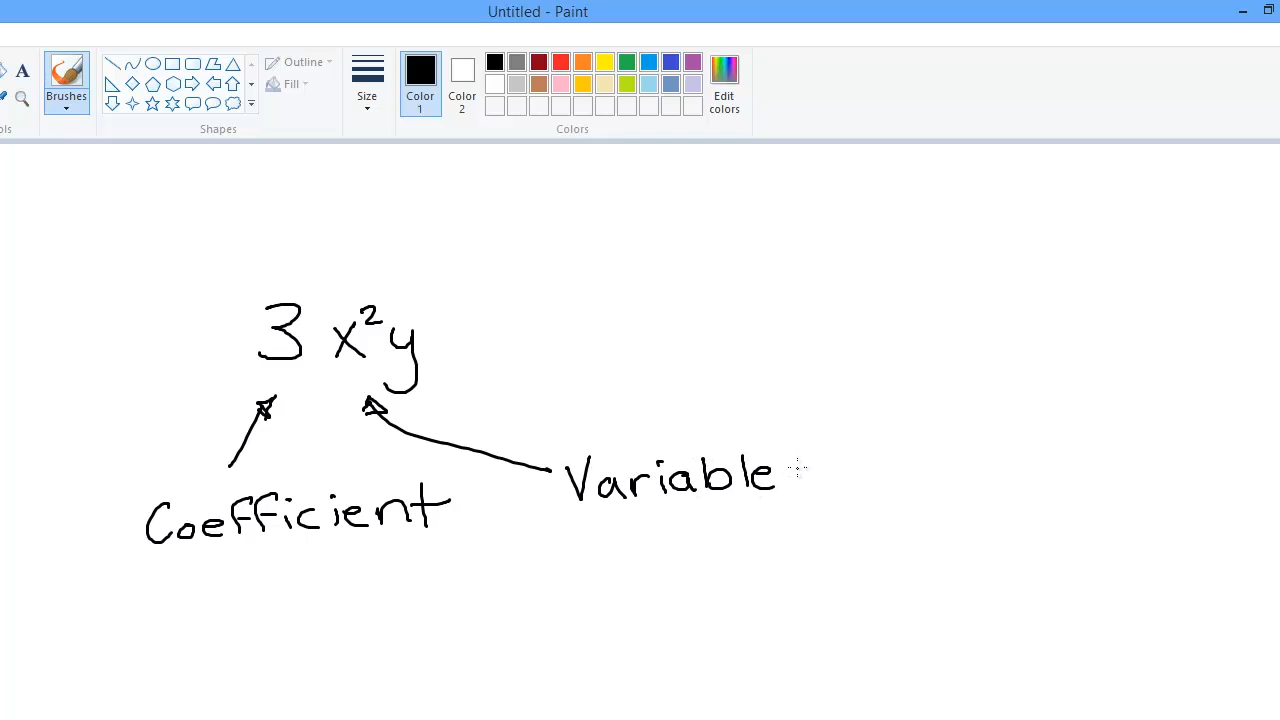 Untitled - Paint
A
Brushes
Outline
Fill
Size
Color 1
Color 2
Edit colors
Shapes
Colors
3 x²y
Variable
Coefficient